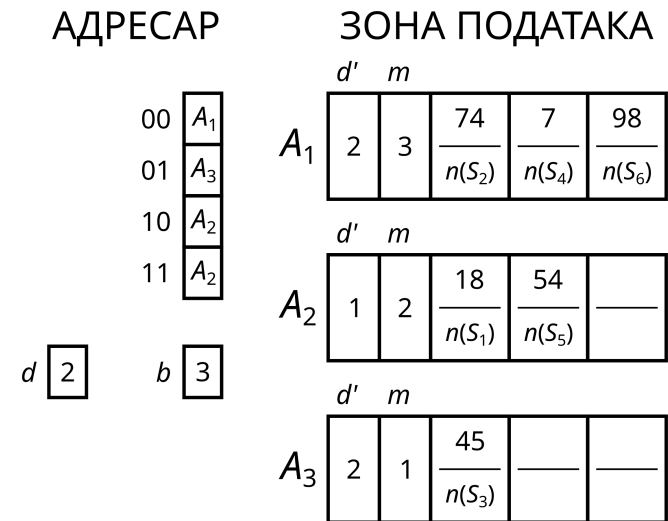 АДРЕСАР
00 A1
01 A3
10 A2
11 A2
d 2
b 3
ЗОНА ПОДАТАКА
d' m
A1 2 3 74 7 98
n(S2) n(S4) n(S6)
d' m
A2 1 2 18 54
n(S1) n(S5)
d' m
A3 2 1 45
n(S3)